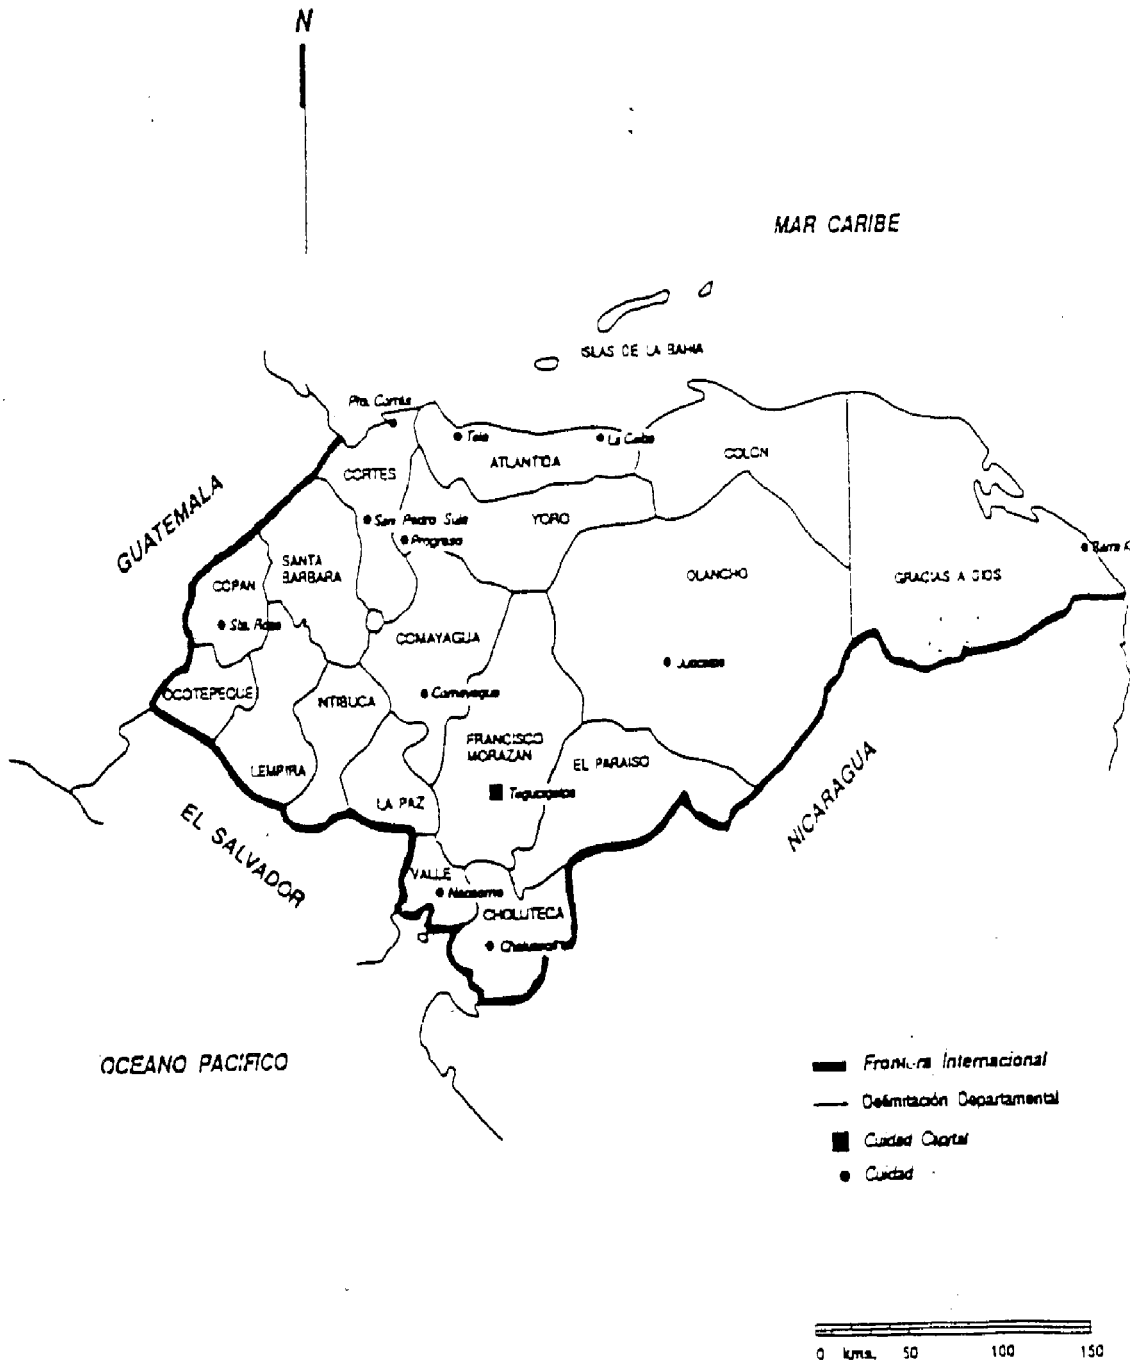 N
MAR CARIBE
ISLAS DE LA BAHIA
Pto. Cortés
Tela
La Ceiba
ATLANTIDA
COLON
CORTES
GUATEMALA
San Pedro Sula
YORO
Progreso
SANTA
BARBARA
COPAN
OLANCHO
GRACIAS A DIOS
Barra
Sta. Rosa
COMAYAGUA
OCOTEPEQUE
INTIBUCA
Comayagua
Juticalpa
FRANCISCO
MORAZAN
EL PARAISO
LEMPIRA
LA PAZ
Tegucigalpa
NICARAGUA
EL SALVADOR
VALLE
Nacaome
CHOLUTECA
Choluteca
OCEANO PACIFICO
Frontera Internacional
Delimitación Departamental
Cuidad Capital
Cuidad
0 kms. 50 100 150